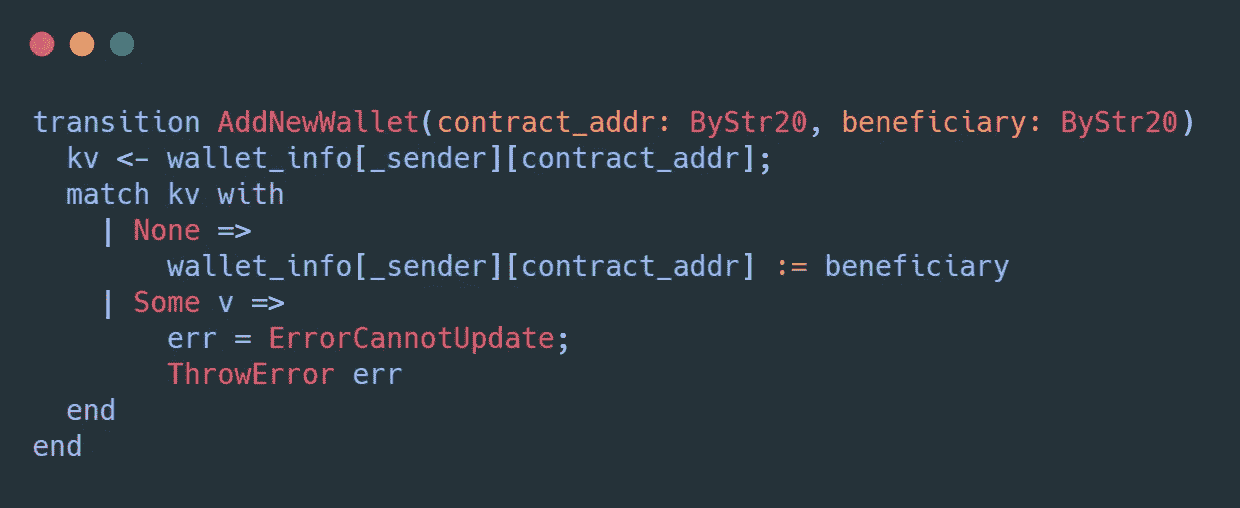 transition AddNewWallet(contract_addr: ByStr20, beneficiary: ByStr20)
  kv <- wallet_info[_sender][contract_addr];
  match kv with
    | None =>
        wallet_info[_sender][contract_addr] := beneficiary
    | Some v =>
        err = ErrorCannotUpdate;
        ThrowError err
  end
end